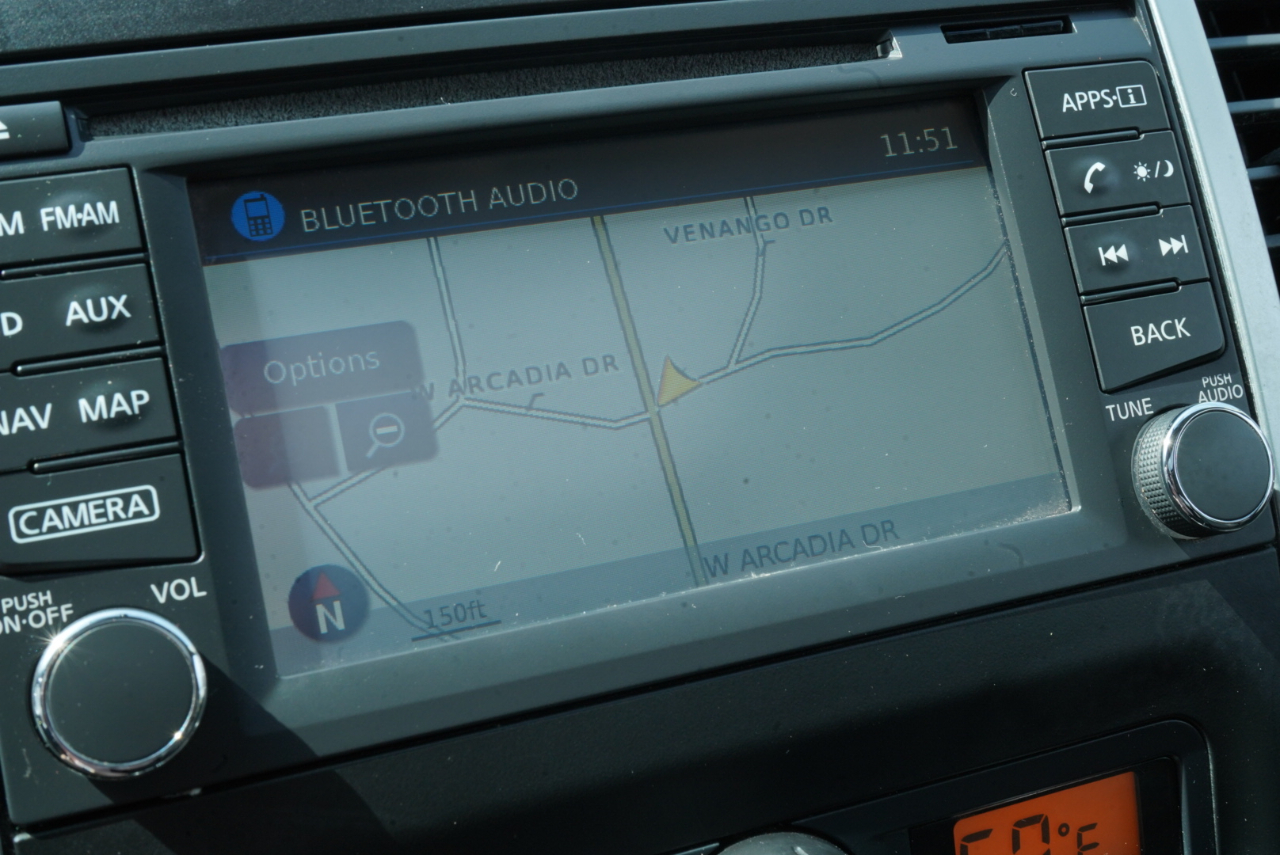 APPS·i
11:51
BLUETOOTH AUDIO
M FM·AM
VENANGO DR
D AUX
BACK
Options
W ARCADIA DR
NAV MAP
TUNE
PUSH
AUDIO
CAMERA
W ARCADIA DR
N
150ft
VOL
PUSH
ON·OFF
°F